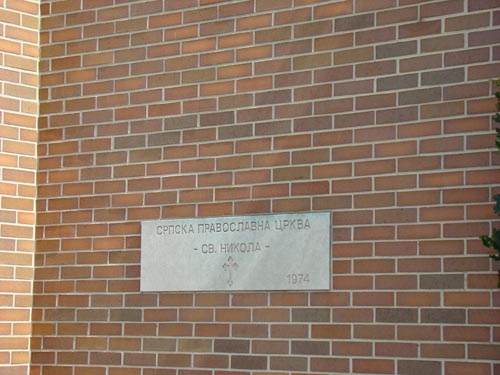 СРПСКА ПРАВОСЛАВНА ЦРКВА
- СВ. НИКОЛА -
1974